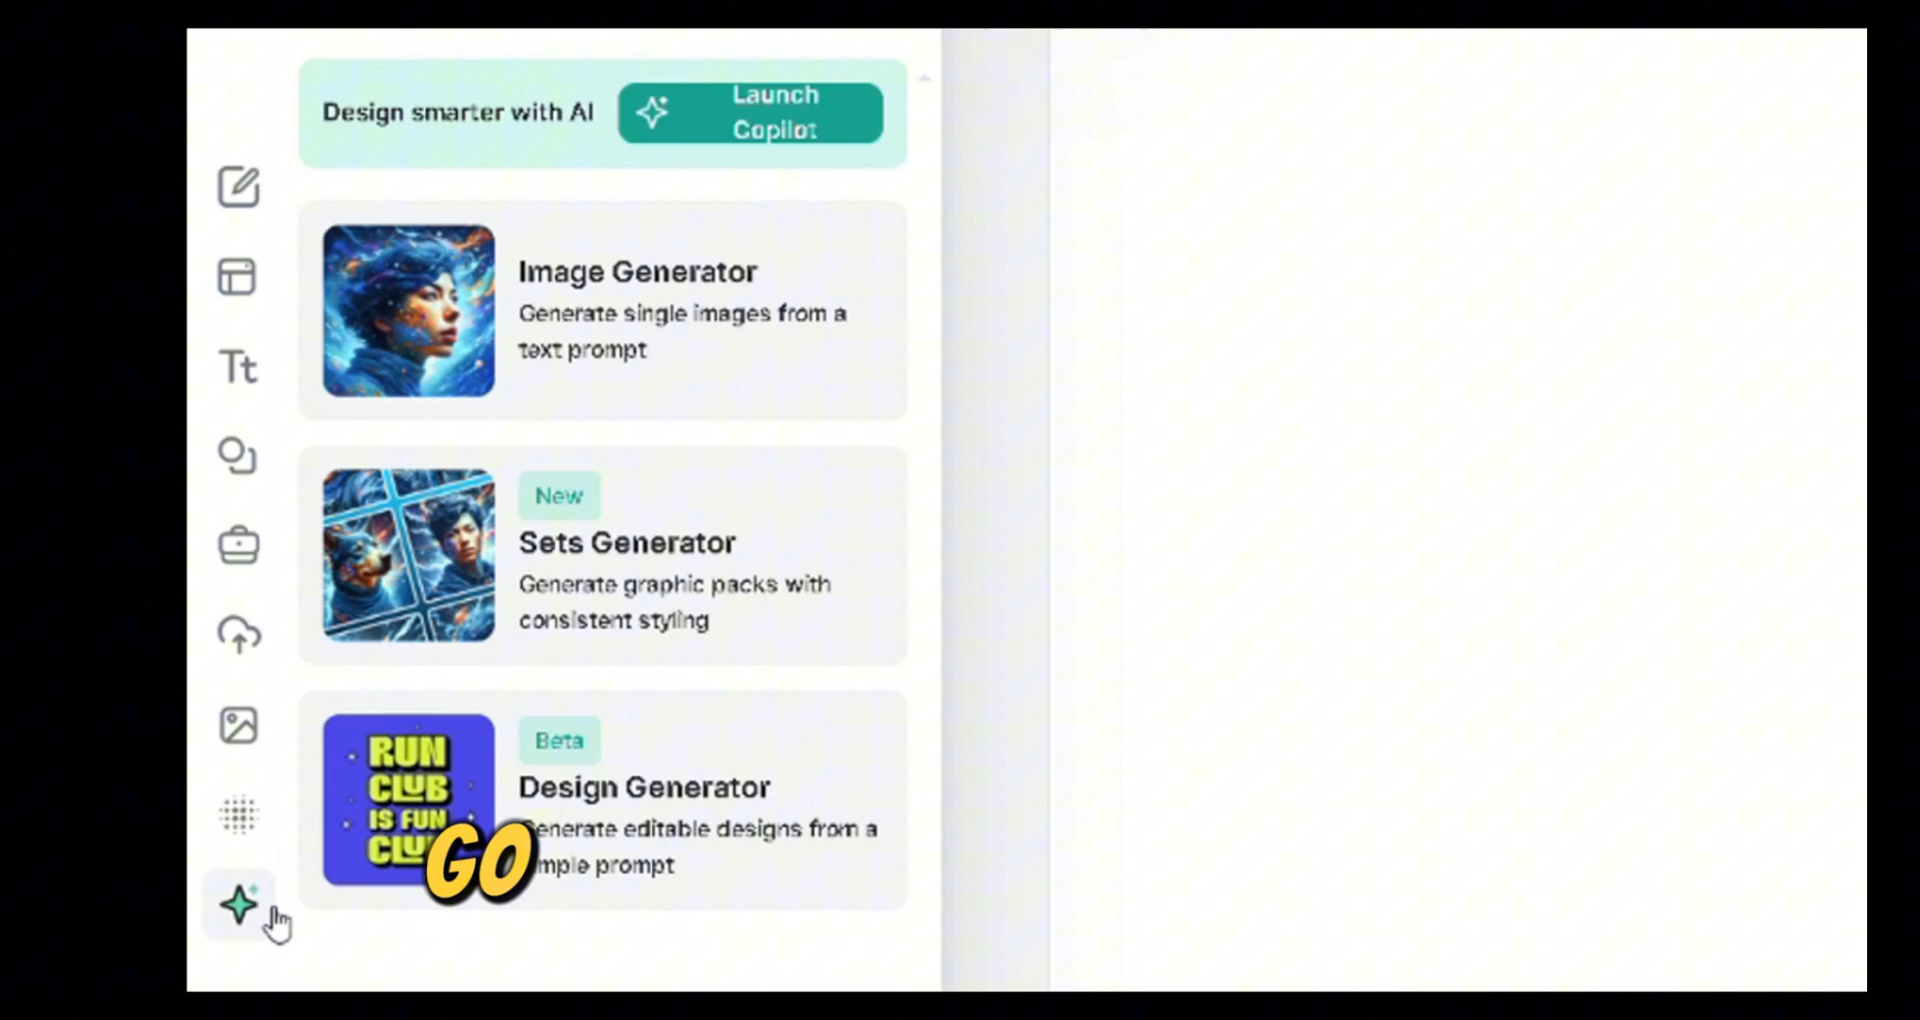 Design smarter with AI
Launch
Copilot
Tt
Image Generator
Generate single images from a
text prompt
New
Sets Generator
Generate graphic packs with
consistent styling
RUN
CLUB
IS FUN
Beta
Design Generator
enerate editable designs from a
mple prompt
GO